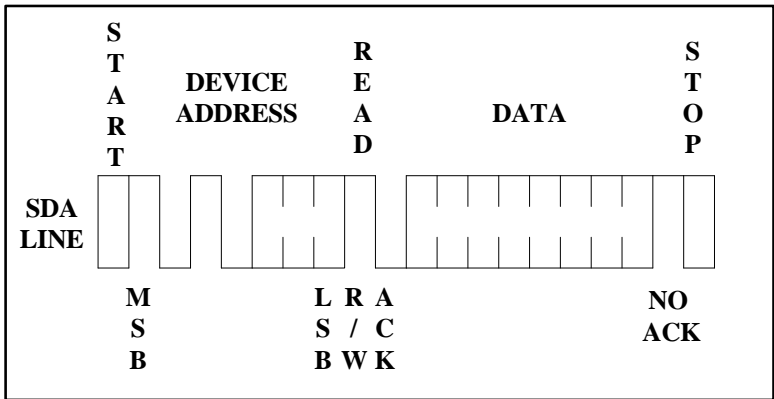 START
DEVICE
ADDRESS
READ
DATA
STOP
SDA
LINE
MSB
LSB
R/W
ACK
NO
ACK